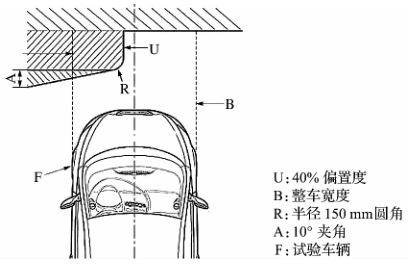 U
A
R
B
F
U:40% 偏置度
B:整车宽度
R:半径 150 mm圆角
A:10° 夹角
F:试验车辆